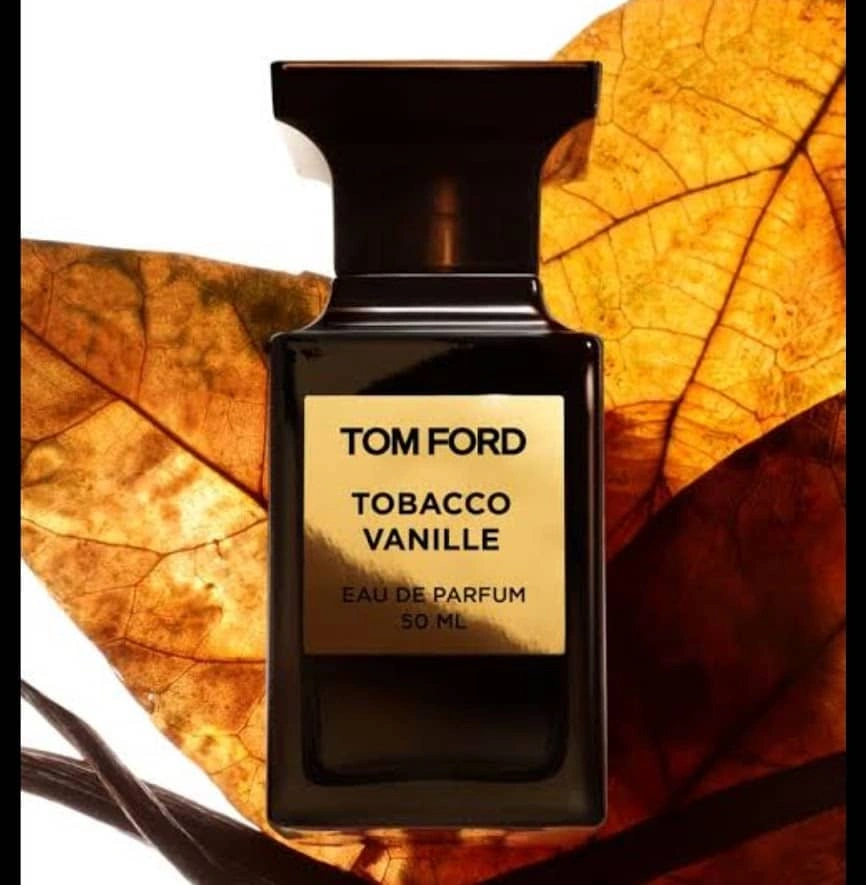 TOM FORD
TOBACCO
VANILLE
EAU DE PARFUM
50 ML